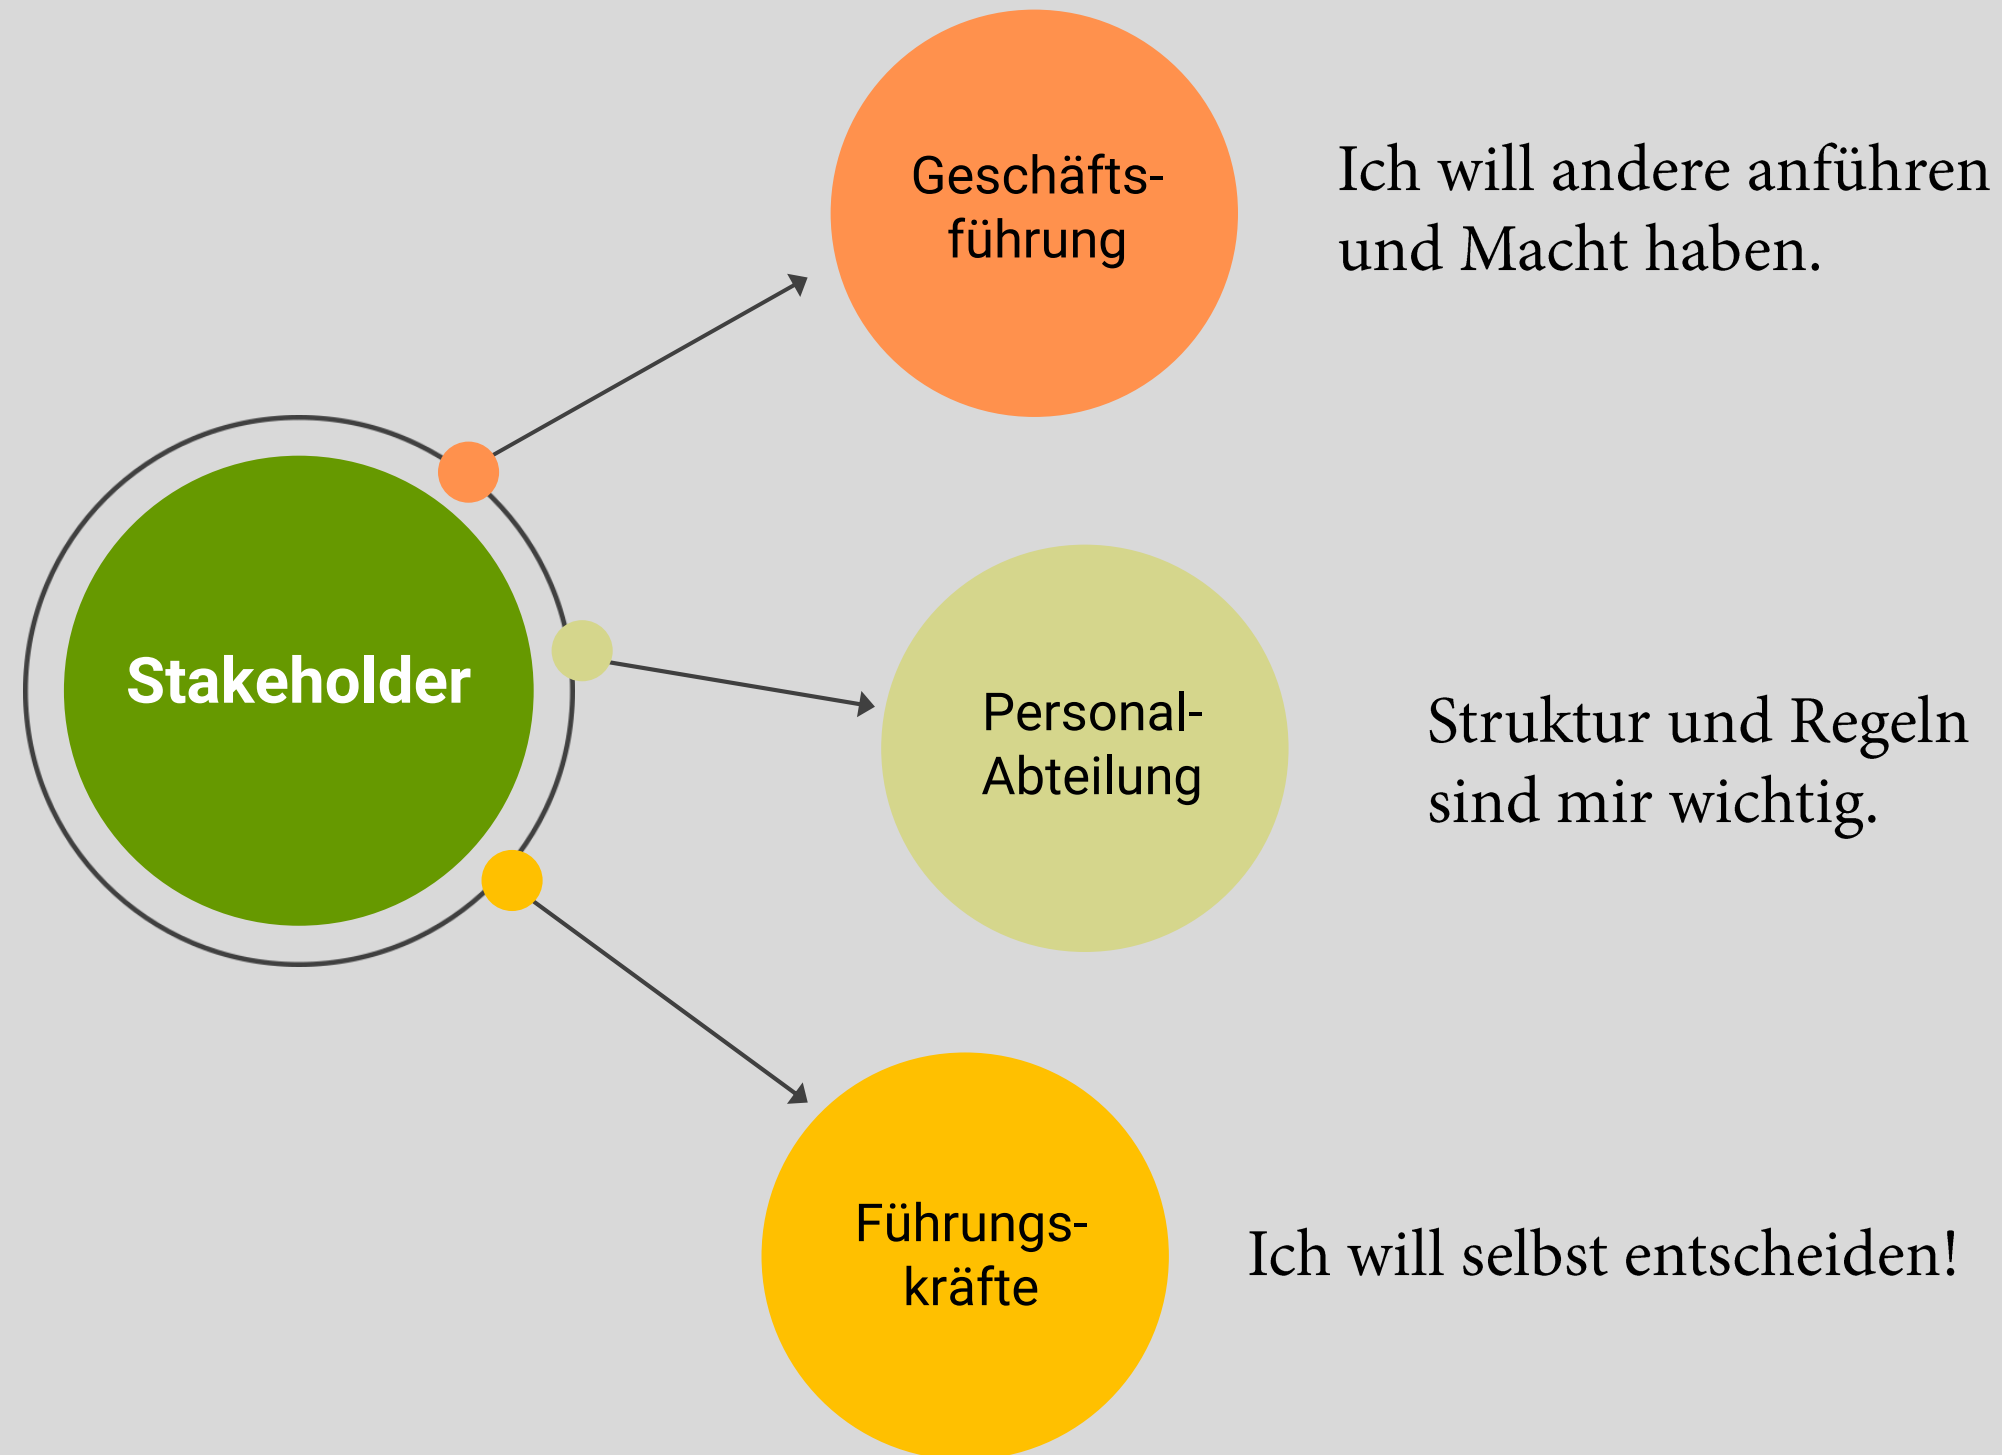 Geschäfts-
führung
Ich will andere anführen
und Macht haben.
Stakeholder
Personal-
Abteilung
Struktur und Regeln
sind mir wichtig.
Führungs-
kräfte
Ich will selbst entscheiden!